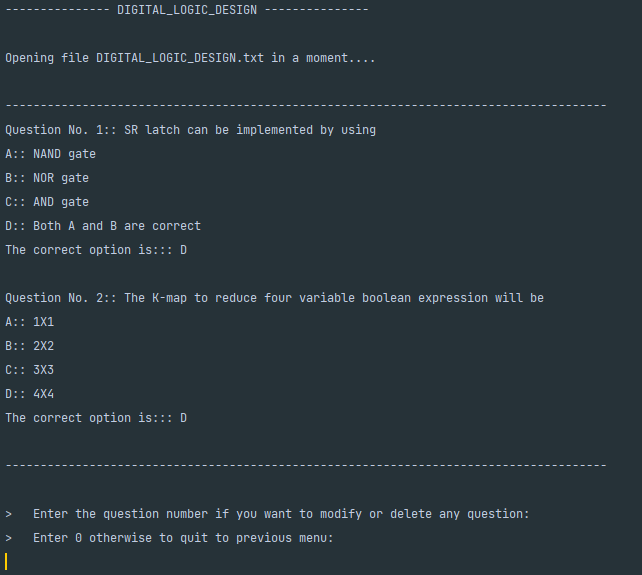 --------------- DIGITAL_LOGIC_DESIGN ---------------
Opening file DIGITAL_LOGIC_DESIGN.txt in a moment....
--------------------------------------------------------------------------------------
Question No. 1:: SR latch can be implemented by using
A:: NAND gate
B:: NOR gate
C:: AND gate
D:: Both A and B are correct
The correct option is::: D
Question No. 2:: The K-map to reduce four variable boolean expression will be
A:: 1X1
B:: 2X2
C:: 3X3
D:: 4X4
The correct option is::: D
--------------------------------------------------------------------------------------
>   Enter the question number if you want to modify or delete any question:
>   Enter 0 otherwise to quit to previous menu: